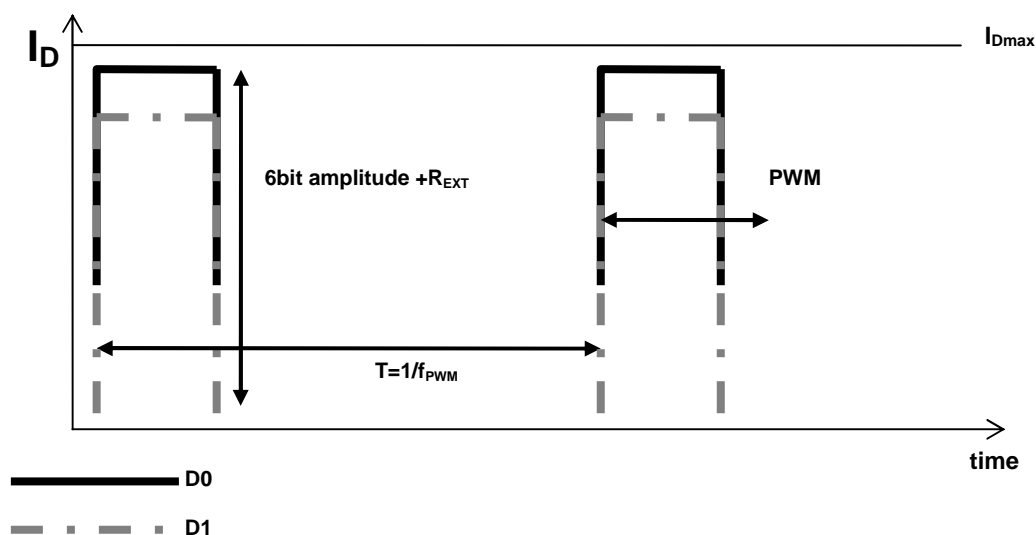 I_D
I_Dmax
6bit amplitude +R_EXT
PWM
T=1/f_PWM
time
D0
D1